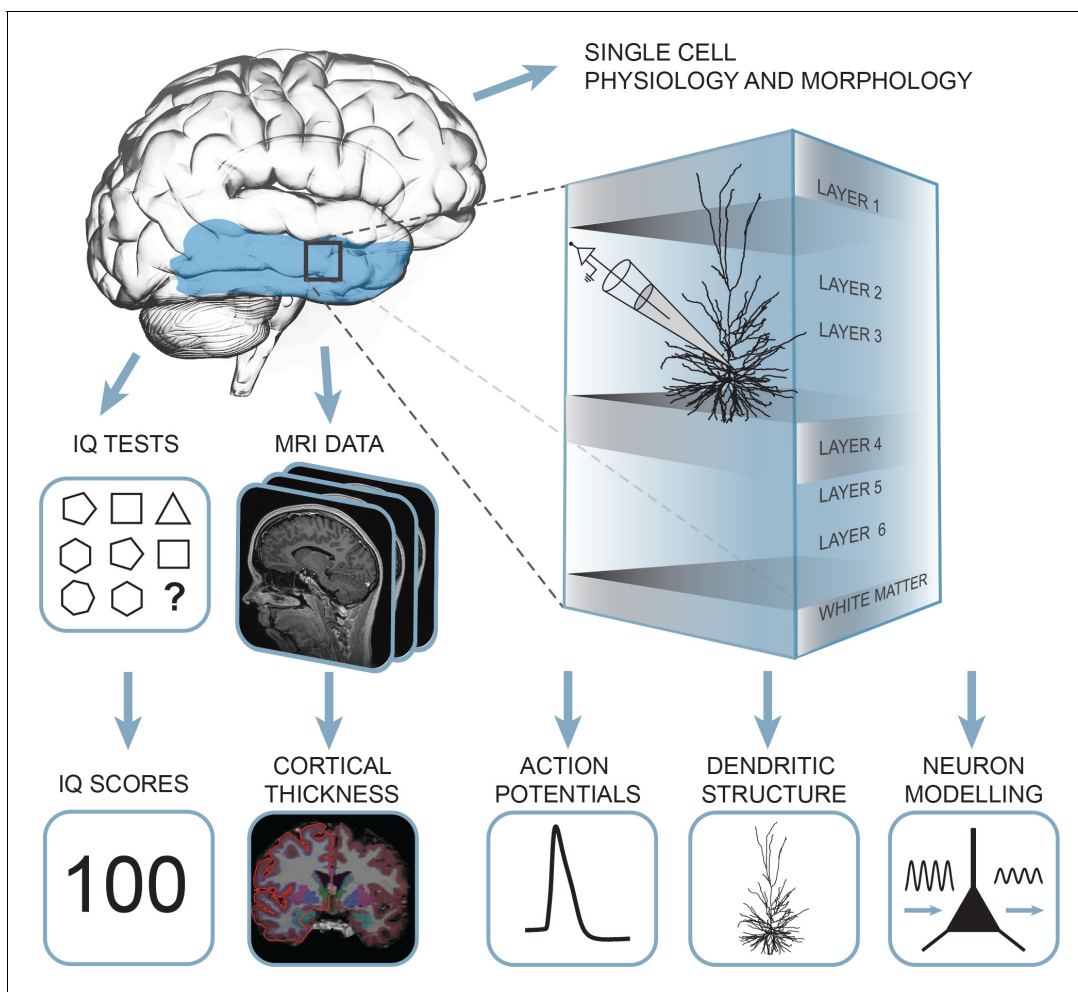 SINGLE CELL
PHYSIOLOGY AND MORPHOLOGY
LAYER 1
LAYER 2
LAYER 3
LAYER 4
LAYER 5
LAYER 6
WHITE MATTER
IQ TESTS
MRI DATA
?
IQ SCORES
CORTICAL
THICKNESS
ACTION
POTENTIALS
DENDRITIC
STRUCTURE
NEURON
MODELLING
100